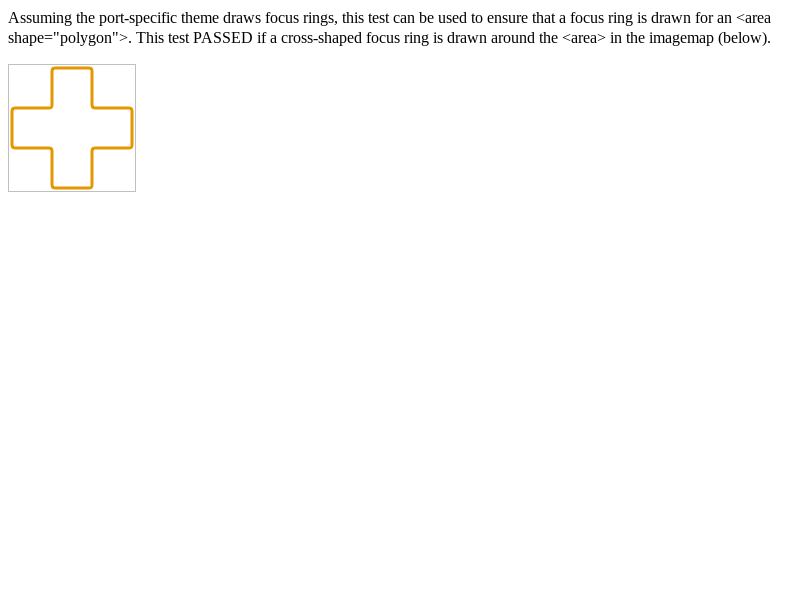 Assuming the port-specific theme draws focus rings, this test can be used to ensure that a focus ring is drawn for an <area
shape="polygon">. This test PASSED if a cross-shaped focus ring is drawn around the <area> in the imagemap (below).